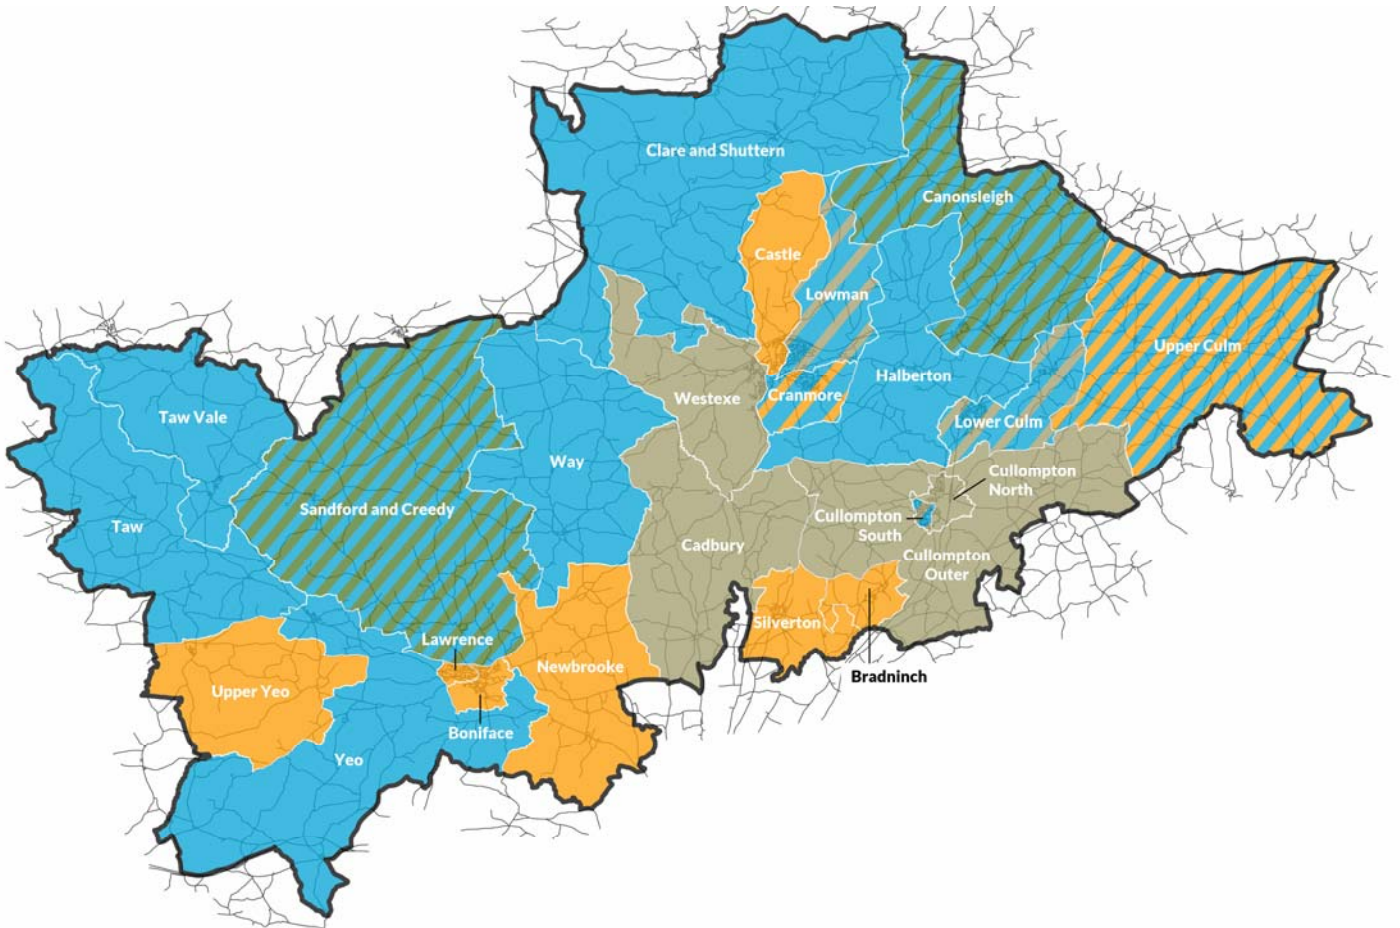 Clare and Shuttern
Canonsleigh
Castle
Lowman
Upper Culm
Halberton
Cranmore
Westexe
Taw Vale
Lower Culm
Way
Cullompton
North
Sandford and Creedy
Cullompton
South
Taw
Cadbury
Cullompton
Outer
Silverton
Lawrence
Newbrooke
Bradninch
Upper Yeo
Boniface
Yeo